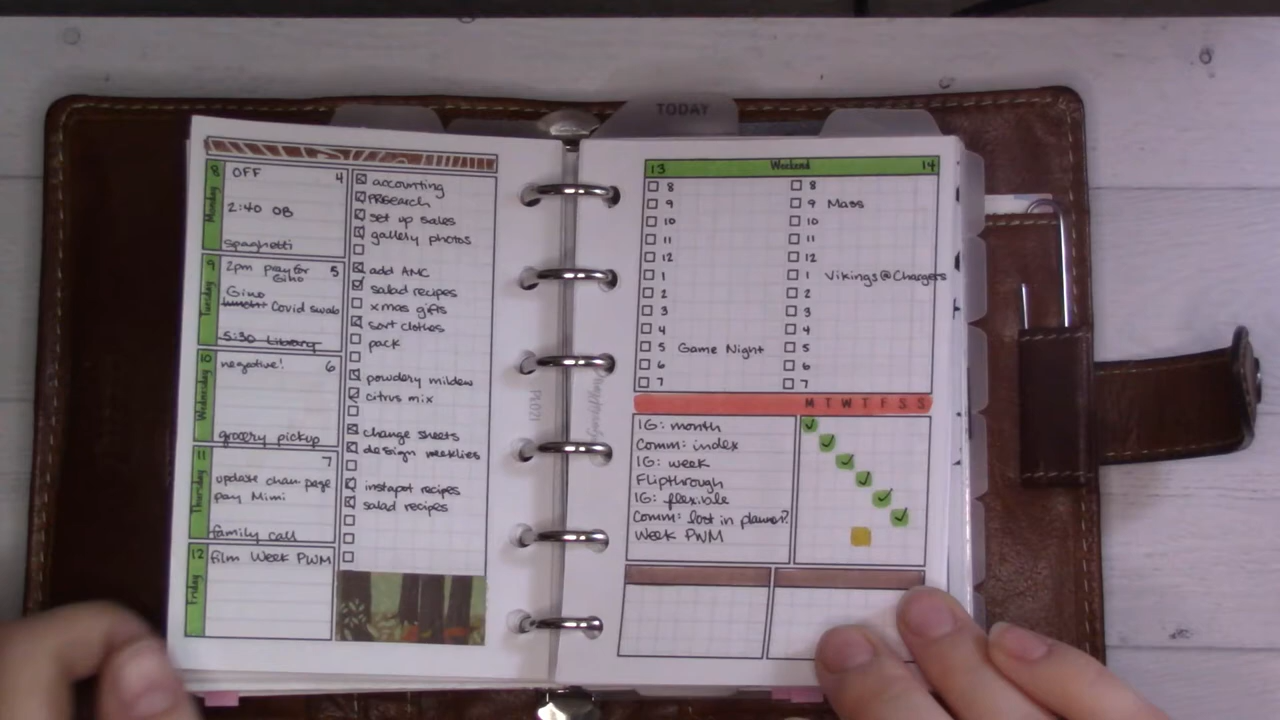 TODAY
Monday 8
OFF 4
2:40 OB
spaghetti
Tuesday 9
2pm pray for 5
Gino
Gino
lunch Covid swab
5:30 Library
Wednesday 10
negative! 6
grocery pickup
Thursday 11
7
update chan page
pay Mimi
family call
Friday 12
film Week PWM
accounting
set up sales
gallery photos
add AMC
salad recipes
xmas gifts
sort clothes
pack
powdery mildew
citrus mix
change sheets
design weeklies
instapot recipes
salad recipes
13 Weekend 14
8
9
10
11
12
1
2
3
4
5 Game Night
6
7
8
9 Mass
10
11
12
1 Vikings@Chargers
2
3
4
5
6
7
M T W T F S S
IG: month
Comm: index
IG: week
Flipthrough
IG: flexible
Comm: lost in planner?
Week PWM